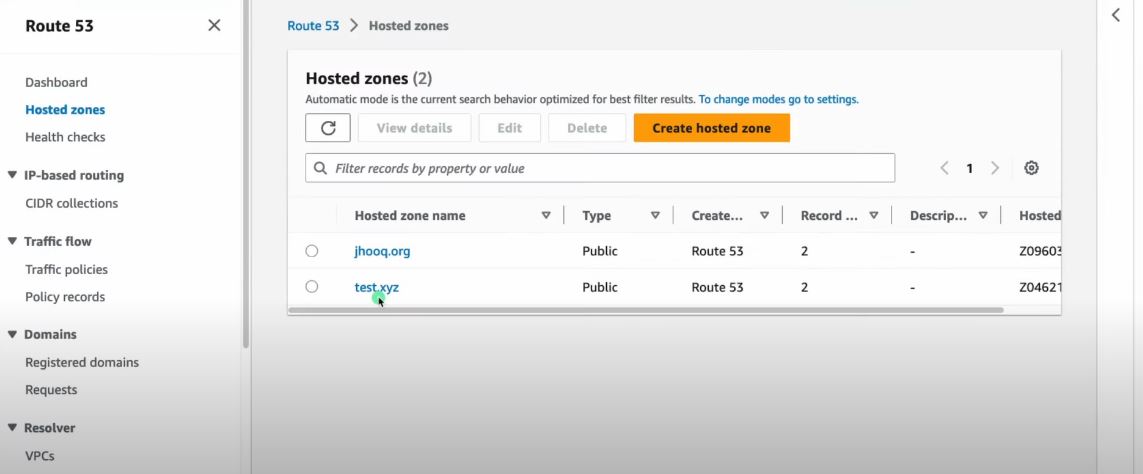 Route 53
Dashboard
Hosted zones
Health checks
IP-based routing
CIDR collections
Traffic flow
Traffic policies
Policy records
Domains
Registered domains
Requests
Resolver
VPCs
Route 53 > Hosted zones
Hosted zones (2)
Automatic mode is the current search behavior optimized for best filter results. To change modes go to settings.
View details Edit Delete Create hosted zone
Filter records by property or value
1
Hosted zone name Type Create... Record ... Descrip... Hosted
jhooq.org Public Route 53 2 - Z09603
test.xyz Public Route 53 2 - Z04621